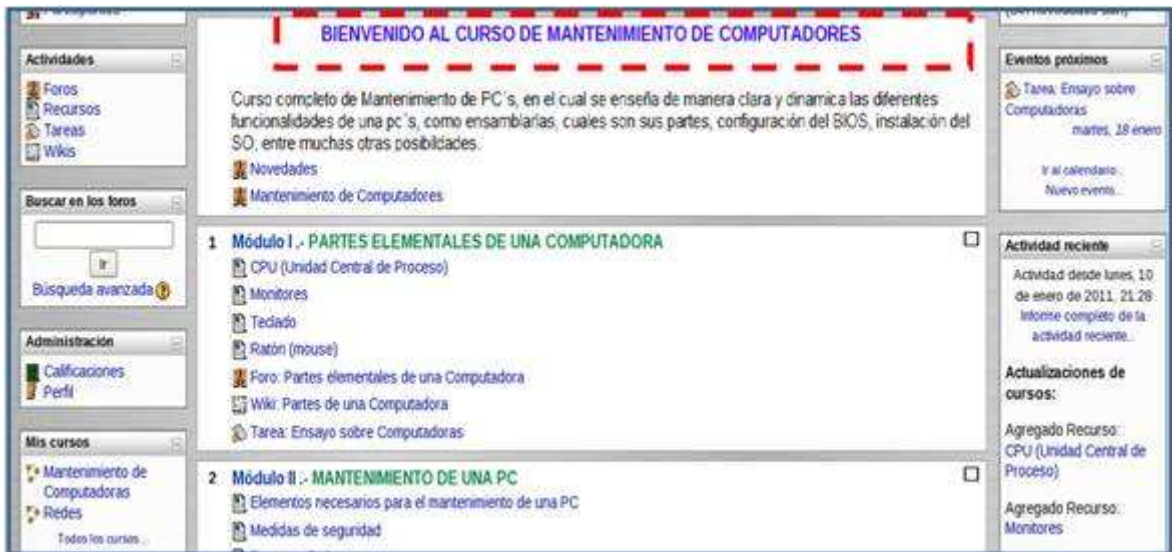 Actividades
Foros
Recursos
Tareas
Wikis
Buscar en los foros
Ir
Búsqueda avanzada
Administración
Calificaciones
Perfil
Mis cursos
Mantenimiento de
Computadoras
Redes
Todos los cursos...
BIENVENIDO AL CURSO DE MANTENIMIENTO DE COMPUTADORES
Curso completo de Mantenimiento de PC´s, en el cual se enseña de manera clara y dinamica las diferentes
funcionalidades de una pc´s, como ensamblarlas, cuales son sus partes, configuración del BIOS, instalación del
SO, entre muchas otras posibilidades.
Novedades
Mantenimiento de Computadores
1 Módulo I .- PARTES ELEMENTALES DE UNA COMPUTADORA
CPU (Unidad Central de Proceso)
Monitores
Teclado
Ratón (mouse)
Foro: Partes elementales de una Computadora
Wiki: Partes de una Computadora
Tarea: Ensayo sobre Computadoras
2 Módulo II .- MANTENIMIENTO DE UNA PC
Elementos necesarios para el mantenimiento de una PC
Medidas de seguridad
Eventos próximos
Tarea: Ensayo sobre
Computadoras
martes, 18 enero
Ir al calendario...
Nuevo evento...
Actividad reciente
Actividad desde lunes, 10
de enero de 2011, 21:28
Informe completo de la
actividad reciente...
Actualizaciones de
cursos:
Agregado Recurso:
CPU (Unidad Central de
Proceso)
Agregado Recurso:
Monitores